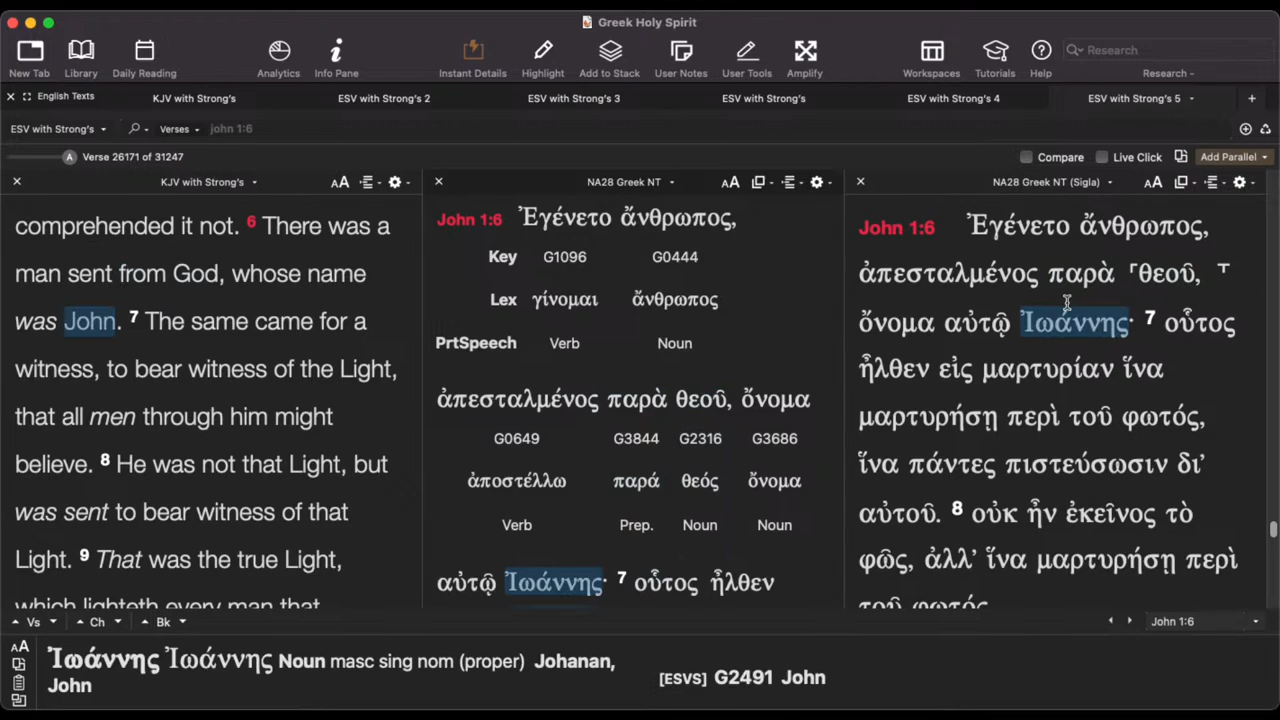 Greek Holy Spirit
New Tab Library Daily Reading Analytics Info Pane Instant Details Highlight Add to Stack User Notes User Tools Amplify Workspaces Tutorials Help Research
Research
English Texts KJV with Strong's ESV with Strong's 2 ESV with Strong's 3 ESV with Strong's ESV with Strong's 4 ESV with Strong's 5
ESV with Strong's Verses john 1:6
A Verse 26171 of 31247 Compare Live Click Add Parallel
KJV with Strong's AA
comprehended it not. 6 There was a
man sent from God, whose name
was John. 7 The same came for a
witness, to bear witness of the Light,
that all men through him might
believe. 8 He was not that Light, but
was sent to bear witness of that
Light. 9 That was the true Light,
which lighteth every man that
NA28 Greek NT AA
John 1:6 Ἐγένετο ἄνθρωπος,
Key G1096 G0444
Lex γίνομαι ἄνθρωπος
PrtSpeech Verb Noun
ἀπεσταλμένος παρὰ θεοῦ, ὄνομα
G0649 G3844 G2316 G3686
ἀποστέλλω παρά θεός ὄνομα
Verb Prep. Noun Noun
αὐτῷ Ἰωάννης· 7 οὗτος ἦλθεν
NA28 Greek NT (Sigla) AA
John 1:6 Ἐγένετο ἄνθρωπος,
ἀπεσταλμένος παρὰ ⸀θεοῦ, ⸆
ὄνομα αὐτῷ Ἰωάννης· 7 οὗτος
ἦλθεν εἰς μαρτυρίαν ἵνα
μαρτυρήσῃ περὶ τοῦ φωτός,
ἵνα πάντες πιστεύσωσιν δι’
αὐτοῦ. 8 οὐκ ἦν ἐκεῖνος τὸ
φῶς, ἀλλ’ ἵνα μαρτυρήσῃ περὶ
τοῦ φωτός
Vs Ch Bk John 1:6
AA Ἰωάννης Ἰωάννης Noun masc sing nom (proper) Johanan,
John
[ESVS] G2491 John